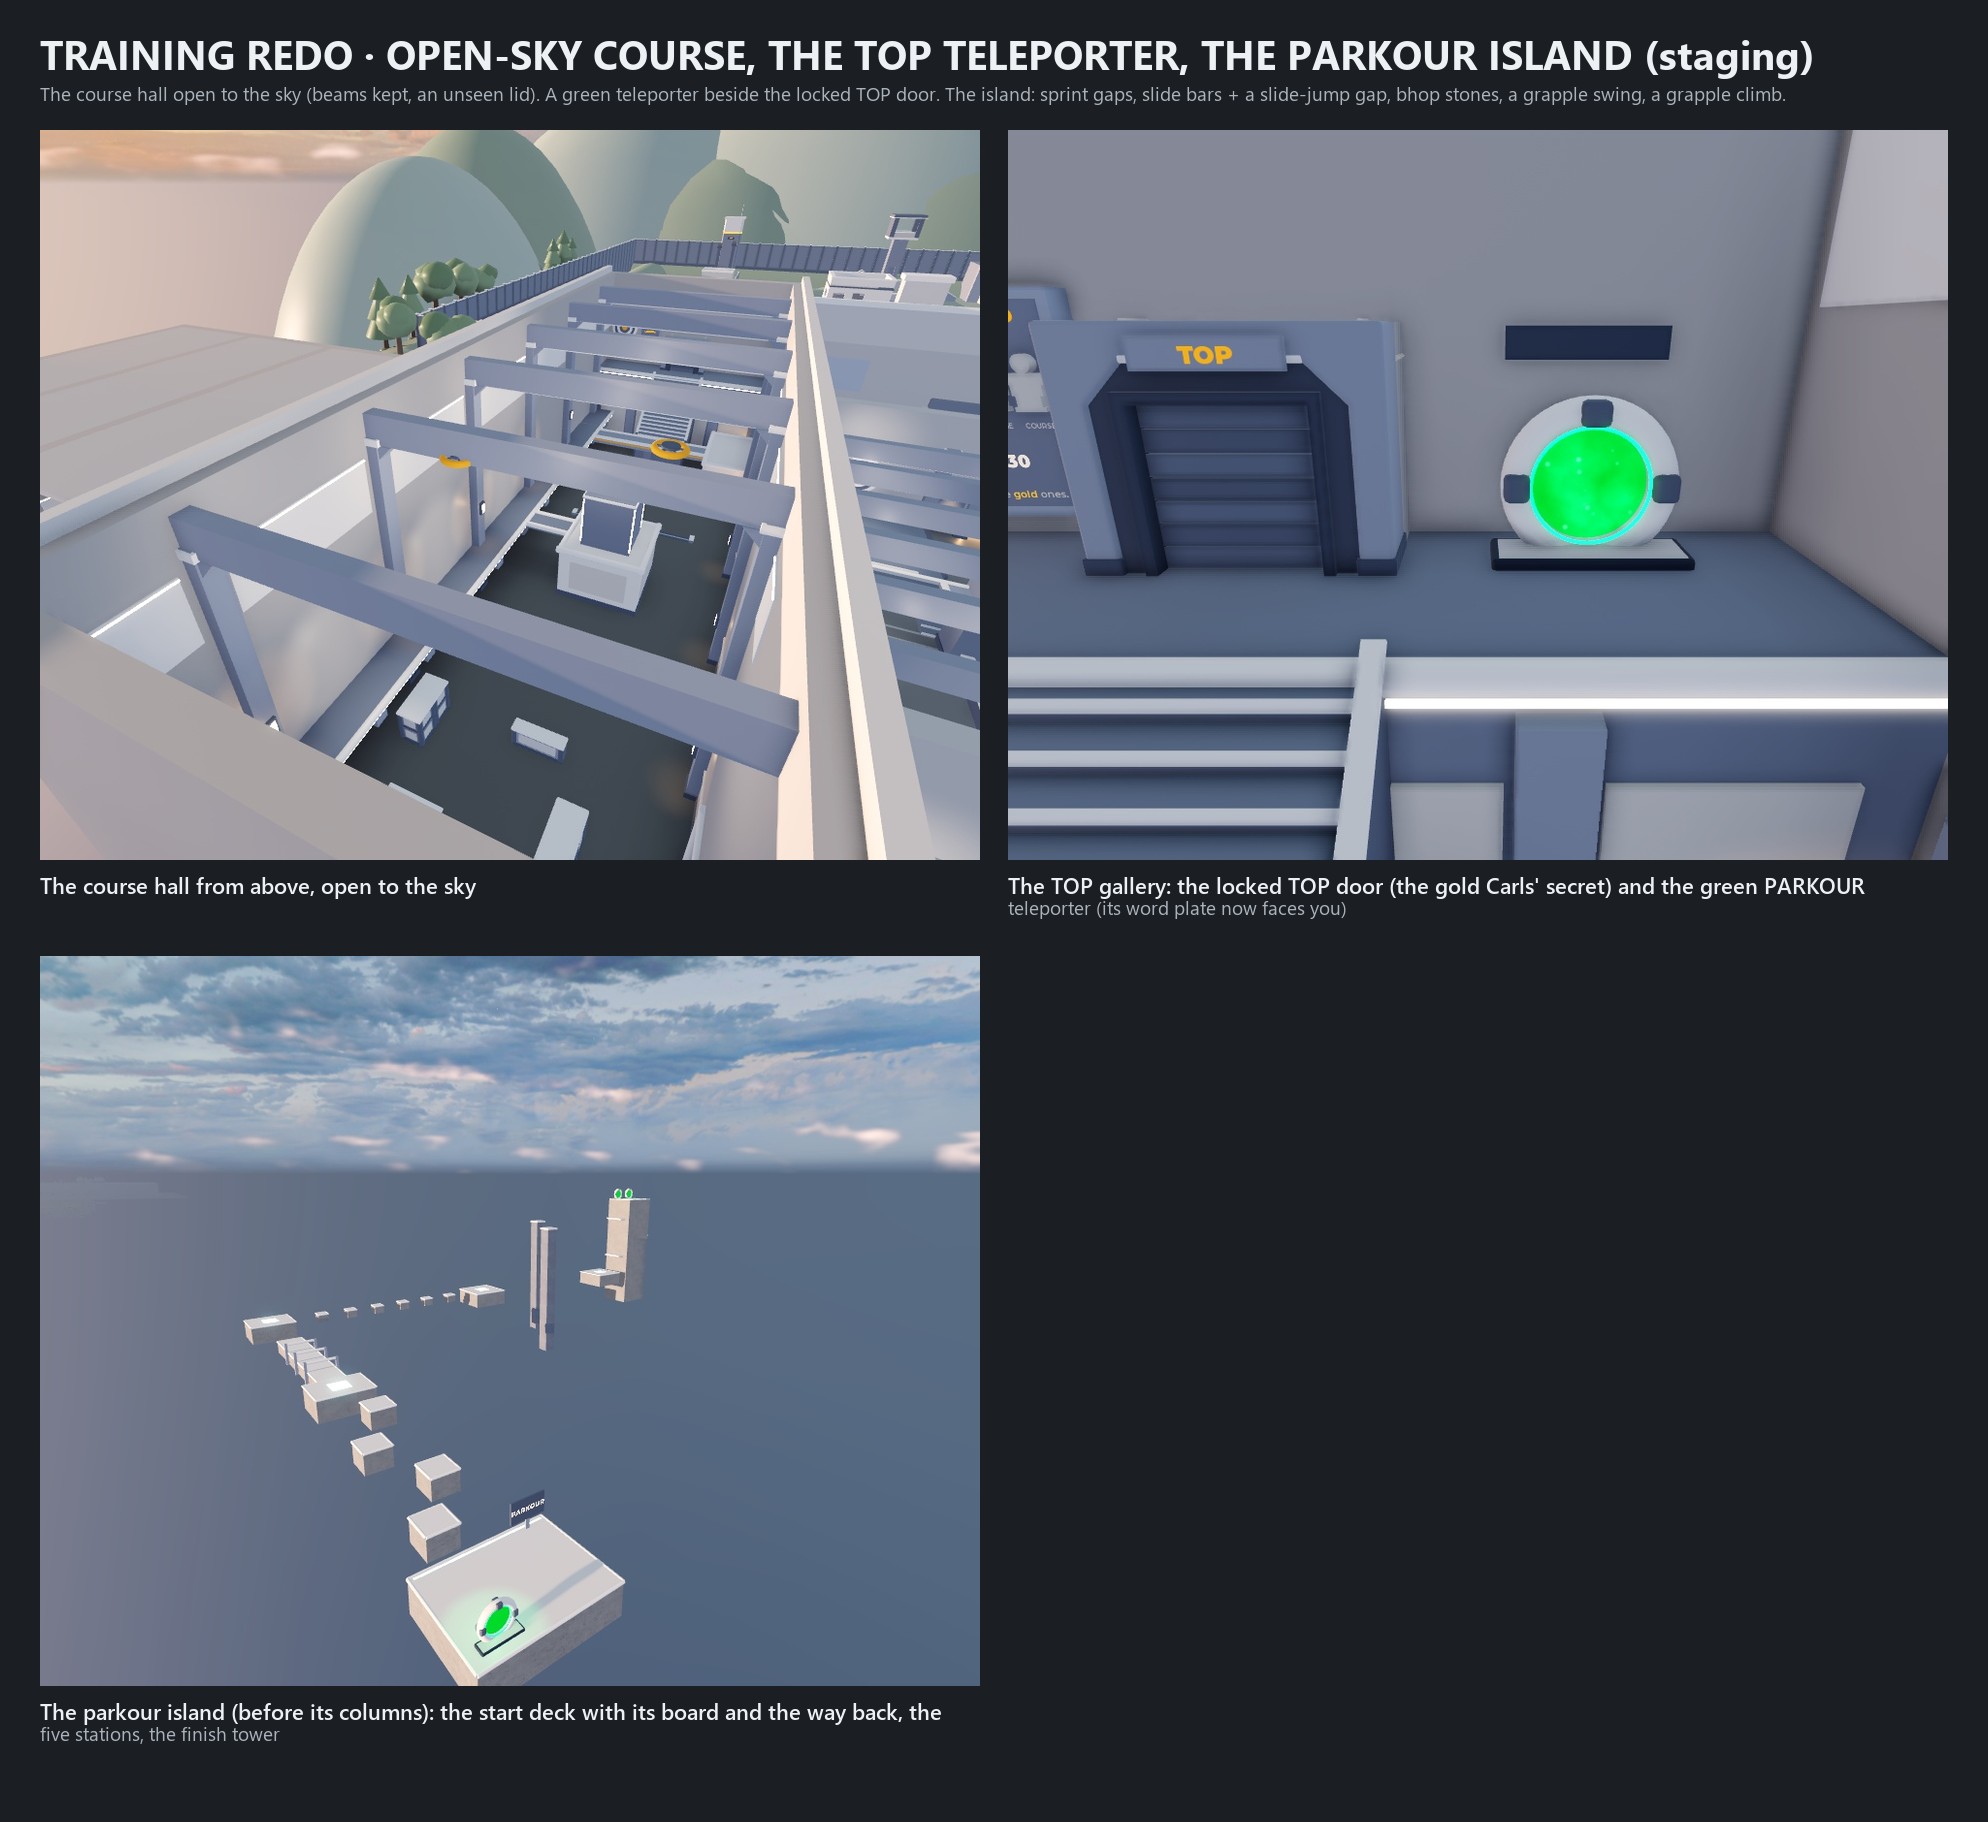 TRAINING REDO · OPEN-SKY COURSE, THE TOP TELEPORTER, THE PARKOUR ISLAND (staging)
The course hall open to the sky (beams kept, an unseen lid). A green teleporter beside the locked TOP door. The island: sprint gaps, slide bars + a slide-jump gap, bhop stones, a grapple swing, a grapple climb.
TOP
COURSE
30
gold ones.
The course hall from above, open to the sky
The TOP gallery: the locked TOP door (the gold Carls' secret) and the green PARKOUR
teleporter (its word plate now faces you)
PARKOUR
The parkour island (before its columns): the start deck with its board and the way back, the
five stations, the finish tower